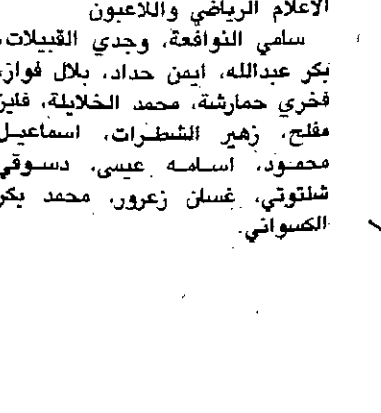 الاعلام الرياضي واللاعبون
سامي النوافعة، وجدي القبيلات،
بكر عبدالله، ايمن حداد، بلال فواز،
فخري حمارشة، محمد الخلايلة، فايز
مفلح، زهير الشطرات، اسماعيل
محمود، اسامه عيسى، دسوقي
شلتوتي، غسان زعرور، محمد بكر
الكسواني.